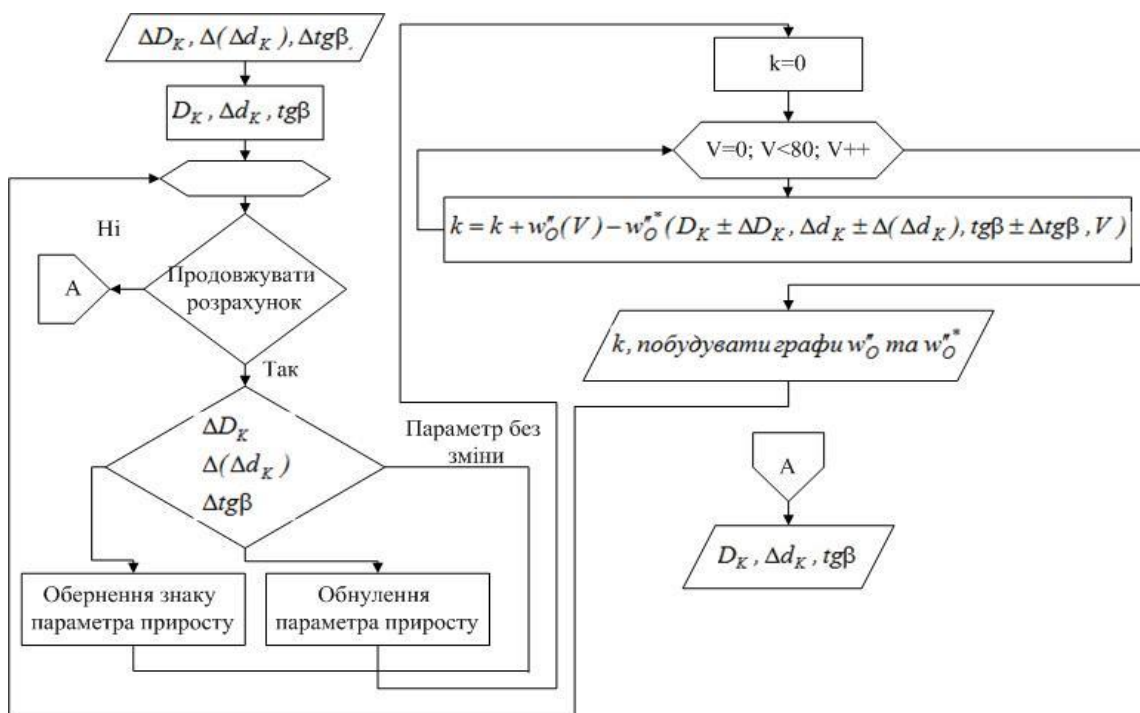 ΔD_K, Δ(Δd_K), Δtgβ,
D_K, Δd_K, tgβ
Ні
А
Продовжувати
розрахунок
Так
ΔD_K
Δ(Δd_K)
Δtgβ
Параметр без
зміни
Обернення знаку
параметра приросту
Обнулення
параметра приросту
k=0
V=0; V<80; V++
k = k + w″_O(V) − w″*_O(D_K ± ΔD_K, Δd_K ± Δ(Δd_K), tgβ ± Δtgβ, V)
k, побудувати графи w″_O та w″*_O
А
D_K, Δd_K, tgβ